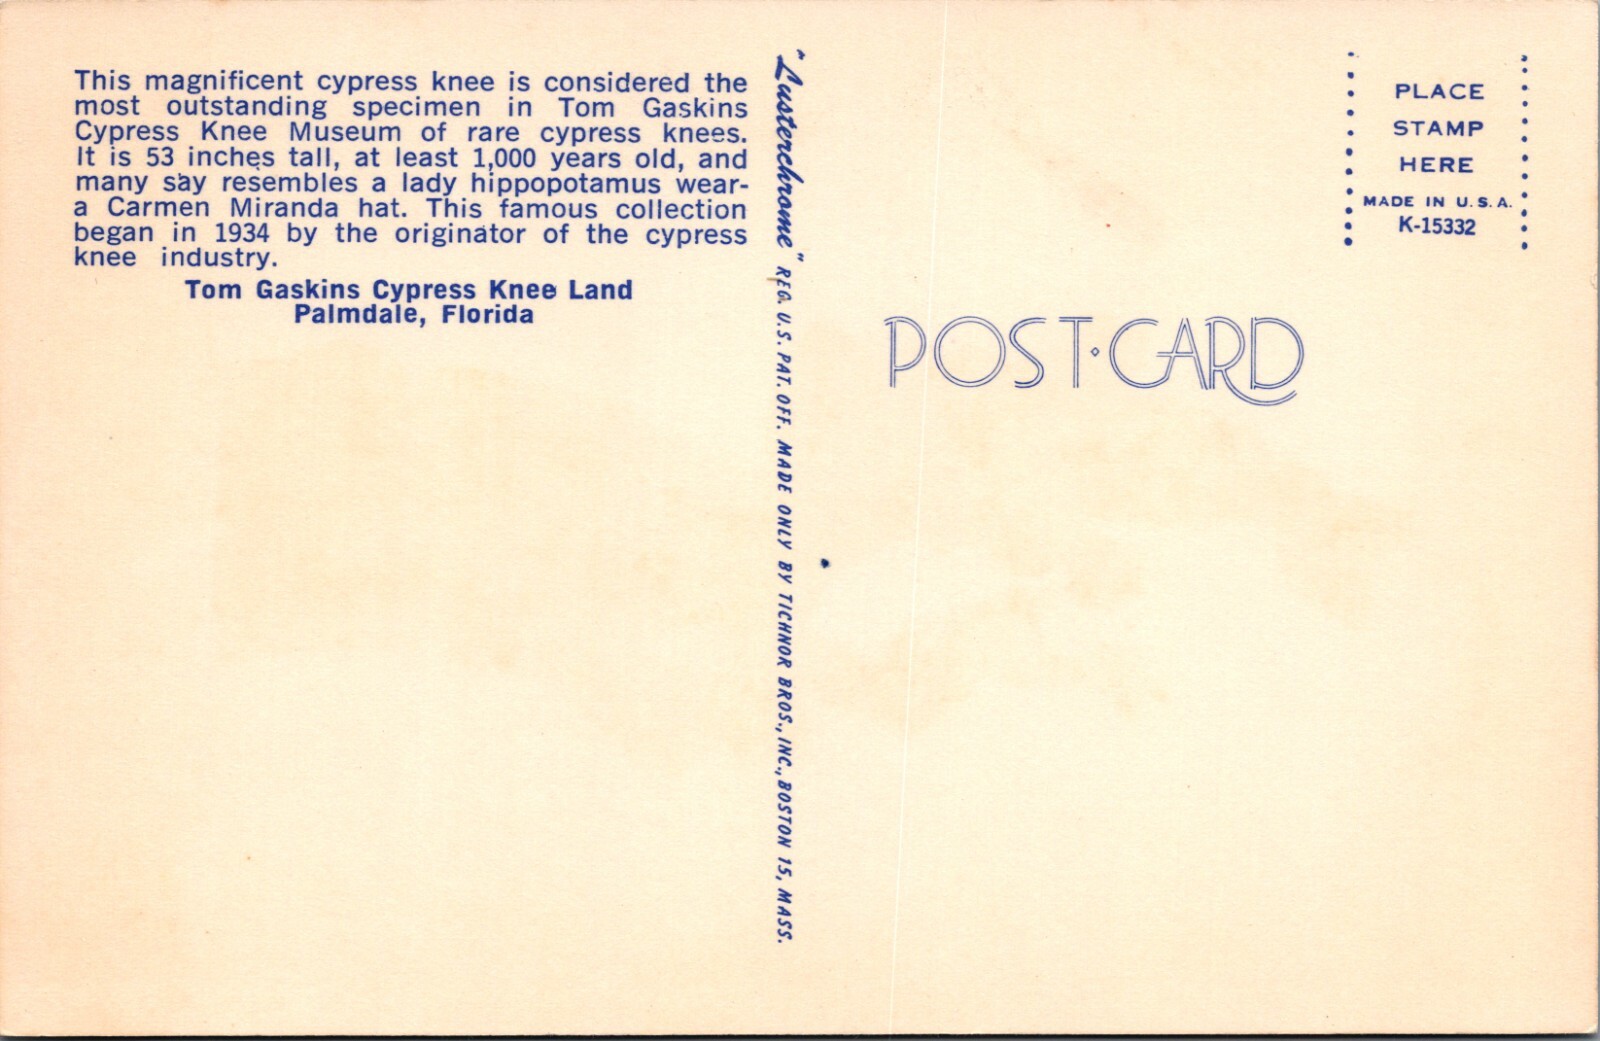 This magnificent cypress knee is considered the
most outstanding specimen in Tom Gaskins
Cypress Knee Museum of rare cypress knees.
It is 53 inches tall, at least 1,000 years old, and
many say resembles a lady hippopotamus wear-
a Carmen Miranda hat. This famous collection
began in 1934 by the originator of the cypress
knee industry.
Tom Gaskins Cypress Knee Land
Palmdale, Florida
"Lusterchrome" REG. U.S. PAT. OFF. MADE ONLY BY TICHNOR BROS., INC., BOSTON 15, MASS.
PLACE
STAMP
HERE
MADE IN U.S.A.
K-15332
POST·CARD